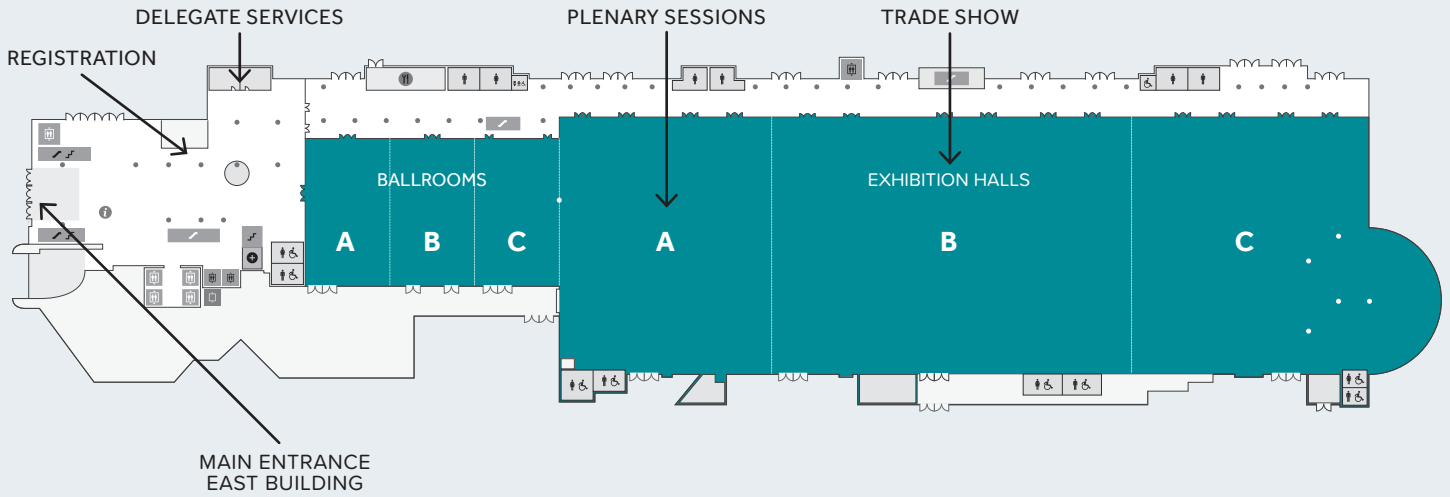 DELEGATE SERVICES
PLENARY SESSIONS
TRADE SHOW
REGISTRATION
BALLROOMS
EXHIBITION HALLS
A
B
C
A
B
C
i
MAIN ENTRANCE
EAST BUILDING